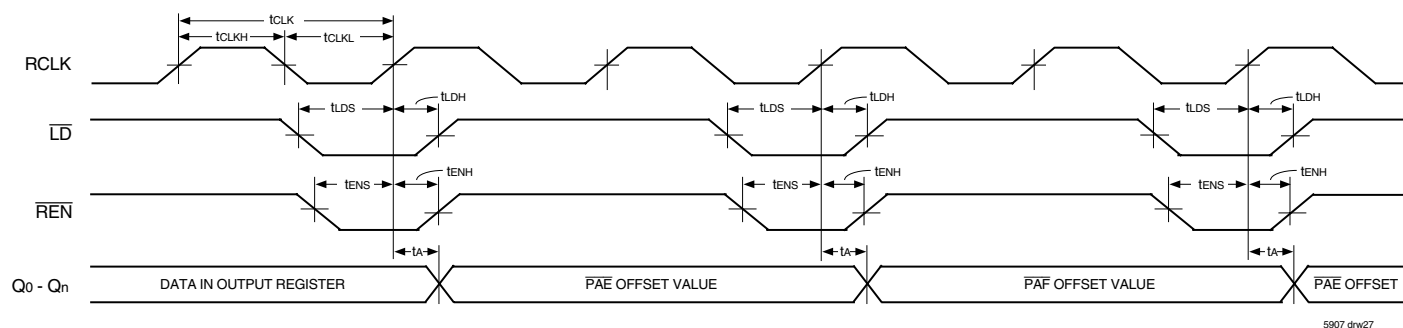 tCLK
tCLKH tCLKL
RCLK
tLDS tLDH tLDS tLDH tLDS tLDH
LD
tENS tENH tENS tENH tENS tENH
REN
tA tA tA
Q0 - Qn DATA IN OUTPUT REGISTER PAE OFFSET VALUE PAF OFFSET VALUE PAE OFFSET
5907 drw27